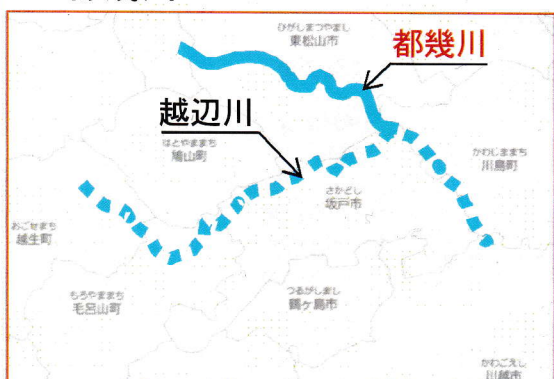 ひがしまつやまし
東松山市
都幾川
越辺川
はとやままち
鳩山町
かわじままち
川島町
さかどし
坂戸市
おごせまち
越生町
もろやままち
毛呂山町
つるがしまし
鶴ヶ島市
かわごえし
川越市